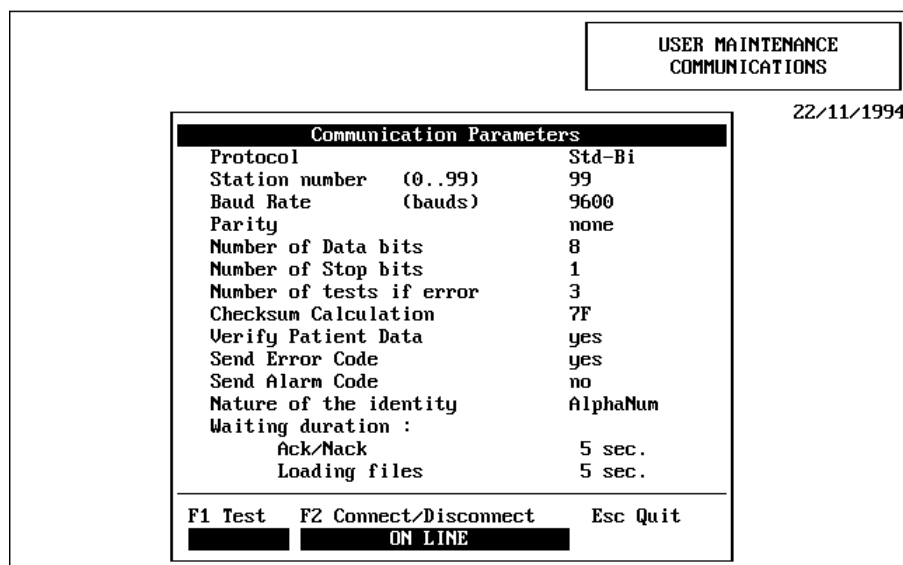 USER MAINTENANCE
COMMUNICATIONS
22/11/1994
Communication Parameters
Protocol Std-Bi
Station number (0..99) 99
Baud Rate (bauds) 9600
Parity none
Number of Data bits 8
Number of Stop bits 1
Number of tests if error 3
Checksum Calculation 7F
Verify Patient Data yes
Send Error Code yes
Send Alarm Code no
Nature of the identity AlphaNum
Waiting duration :
Ack/Nack 5 sec.
Loading files 5 sec.
F1 Test F2 Connect/Disconnect Esc Quit
ON LINE